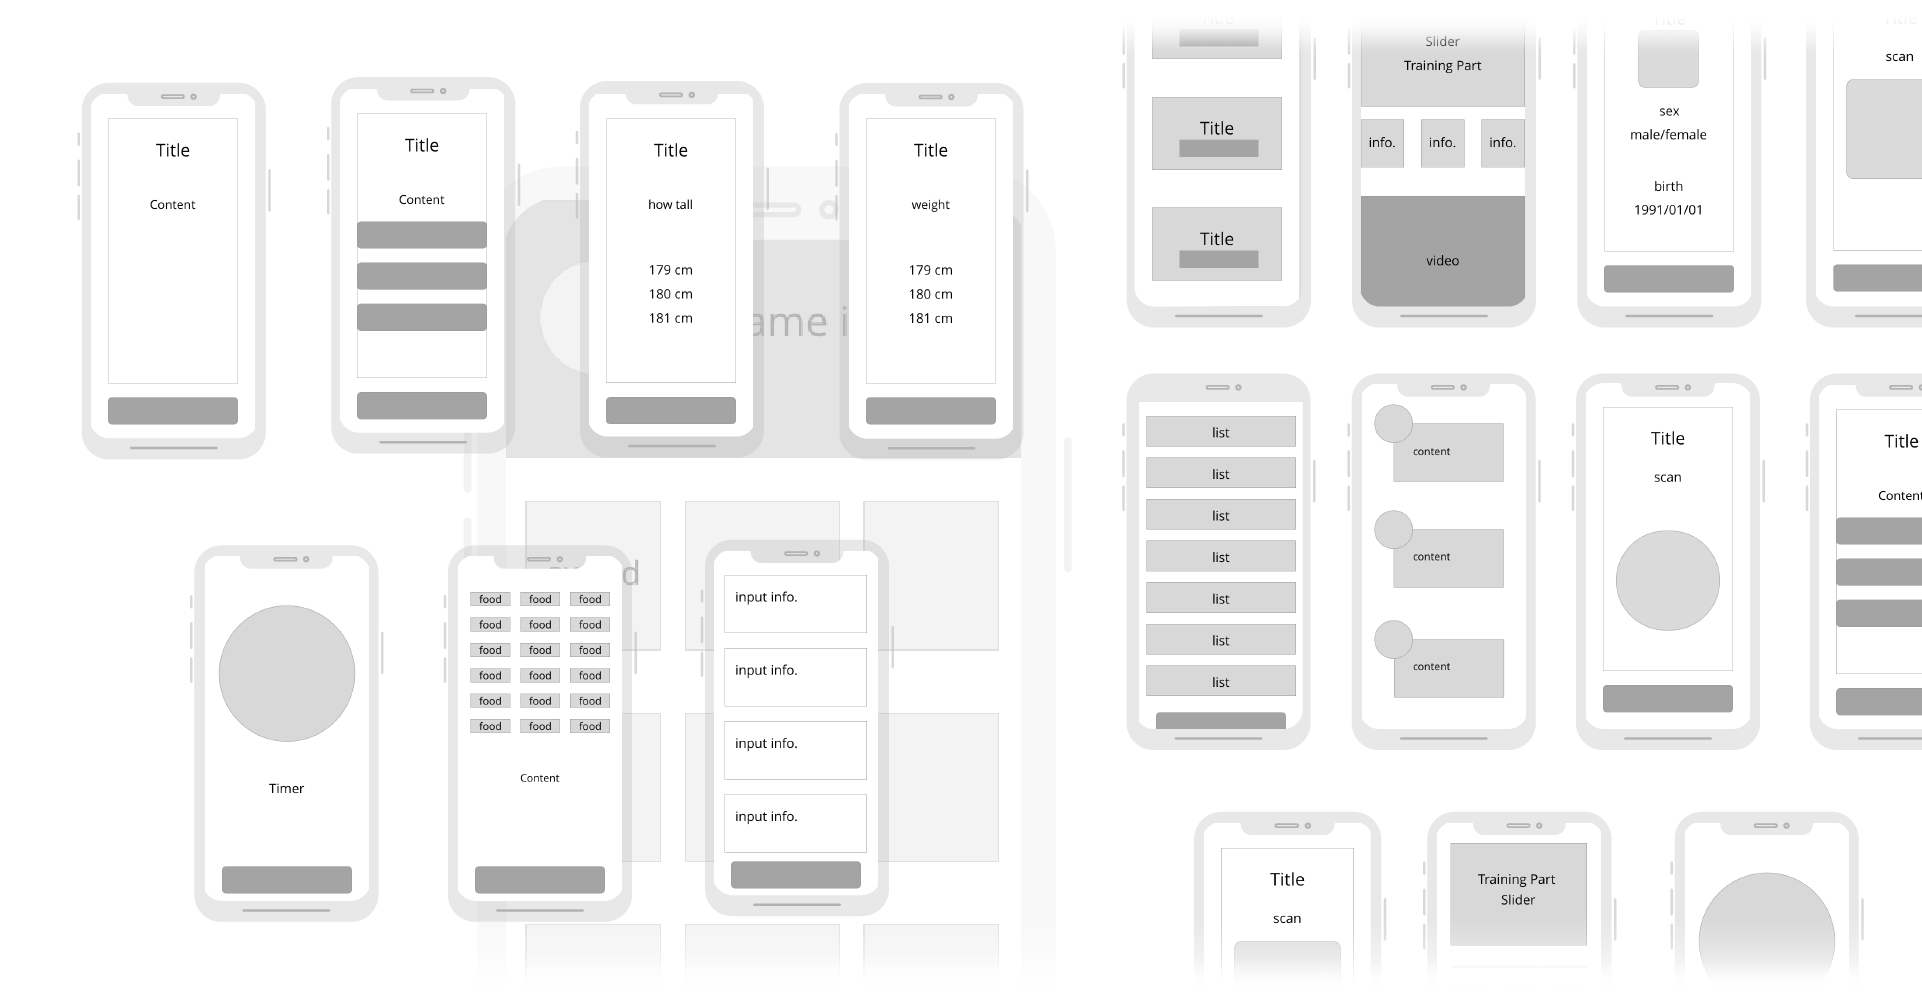 Title
Content
Title
Content
Title
how tall
179 cm
180 cm
181 cm
Title
weight
179 cm
180 cm
181 cm
Timer
food food food
food food food
food food food
food food food
food food food
food food food
Content
input info.
input info.
input info.
input info.
Title
Title
Title
Slider
Training Part
info. info. info.
video
Title
sex
male/female
birth
1991/01/01
Title
scan
list
list
list
list
list
list
list
content
content
content
Title
scan
Title
Content
Title
scan
Training Part
Slider